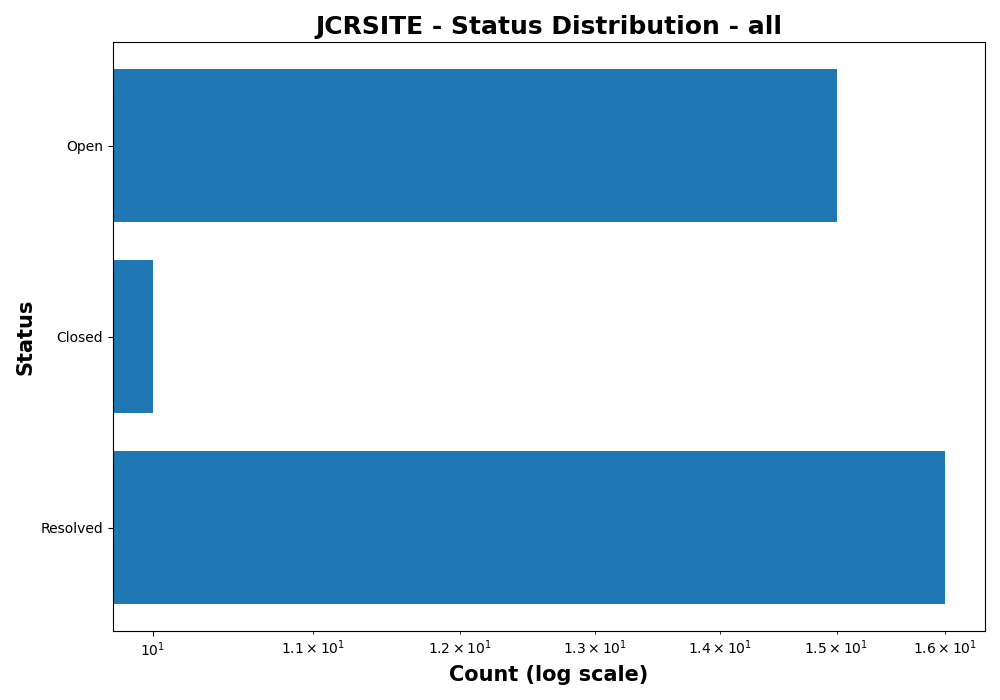 JCRSITE - Status Distribution - all
Status
Open
Closed
Resolved
10¹ 1.1 × 10¹ 1.2 × 10¹ 1.3 × 10¹ 1.4 × 10¹ 1.5 × 10¹ 1.6 × 10¹
Count (log scale)